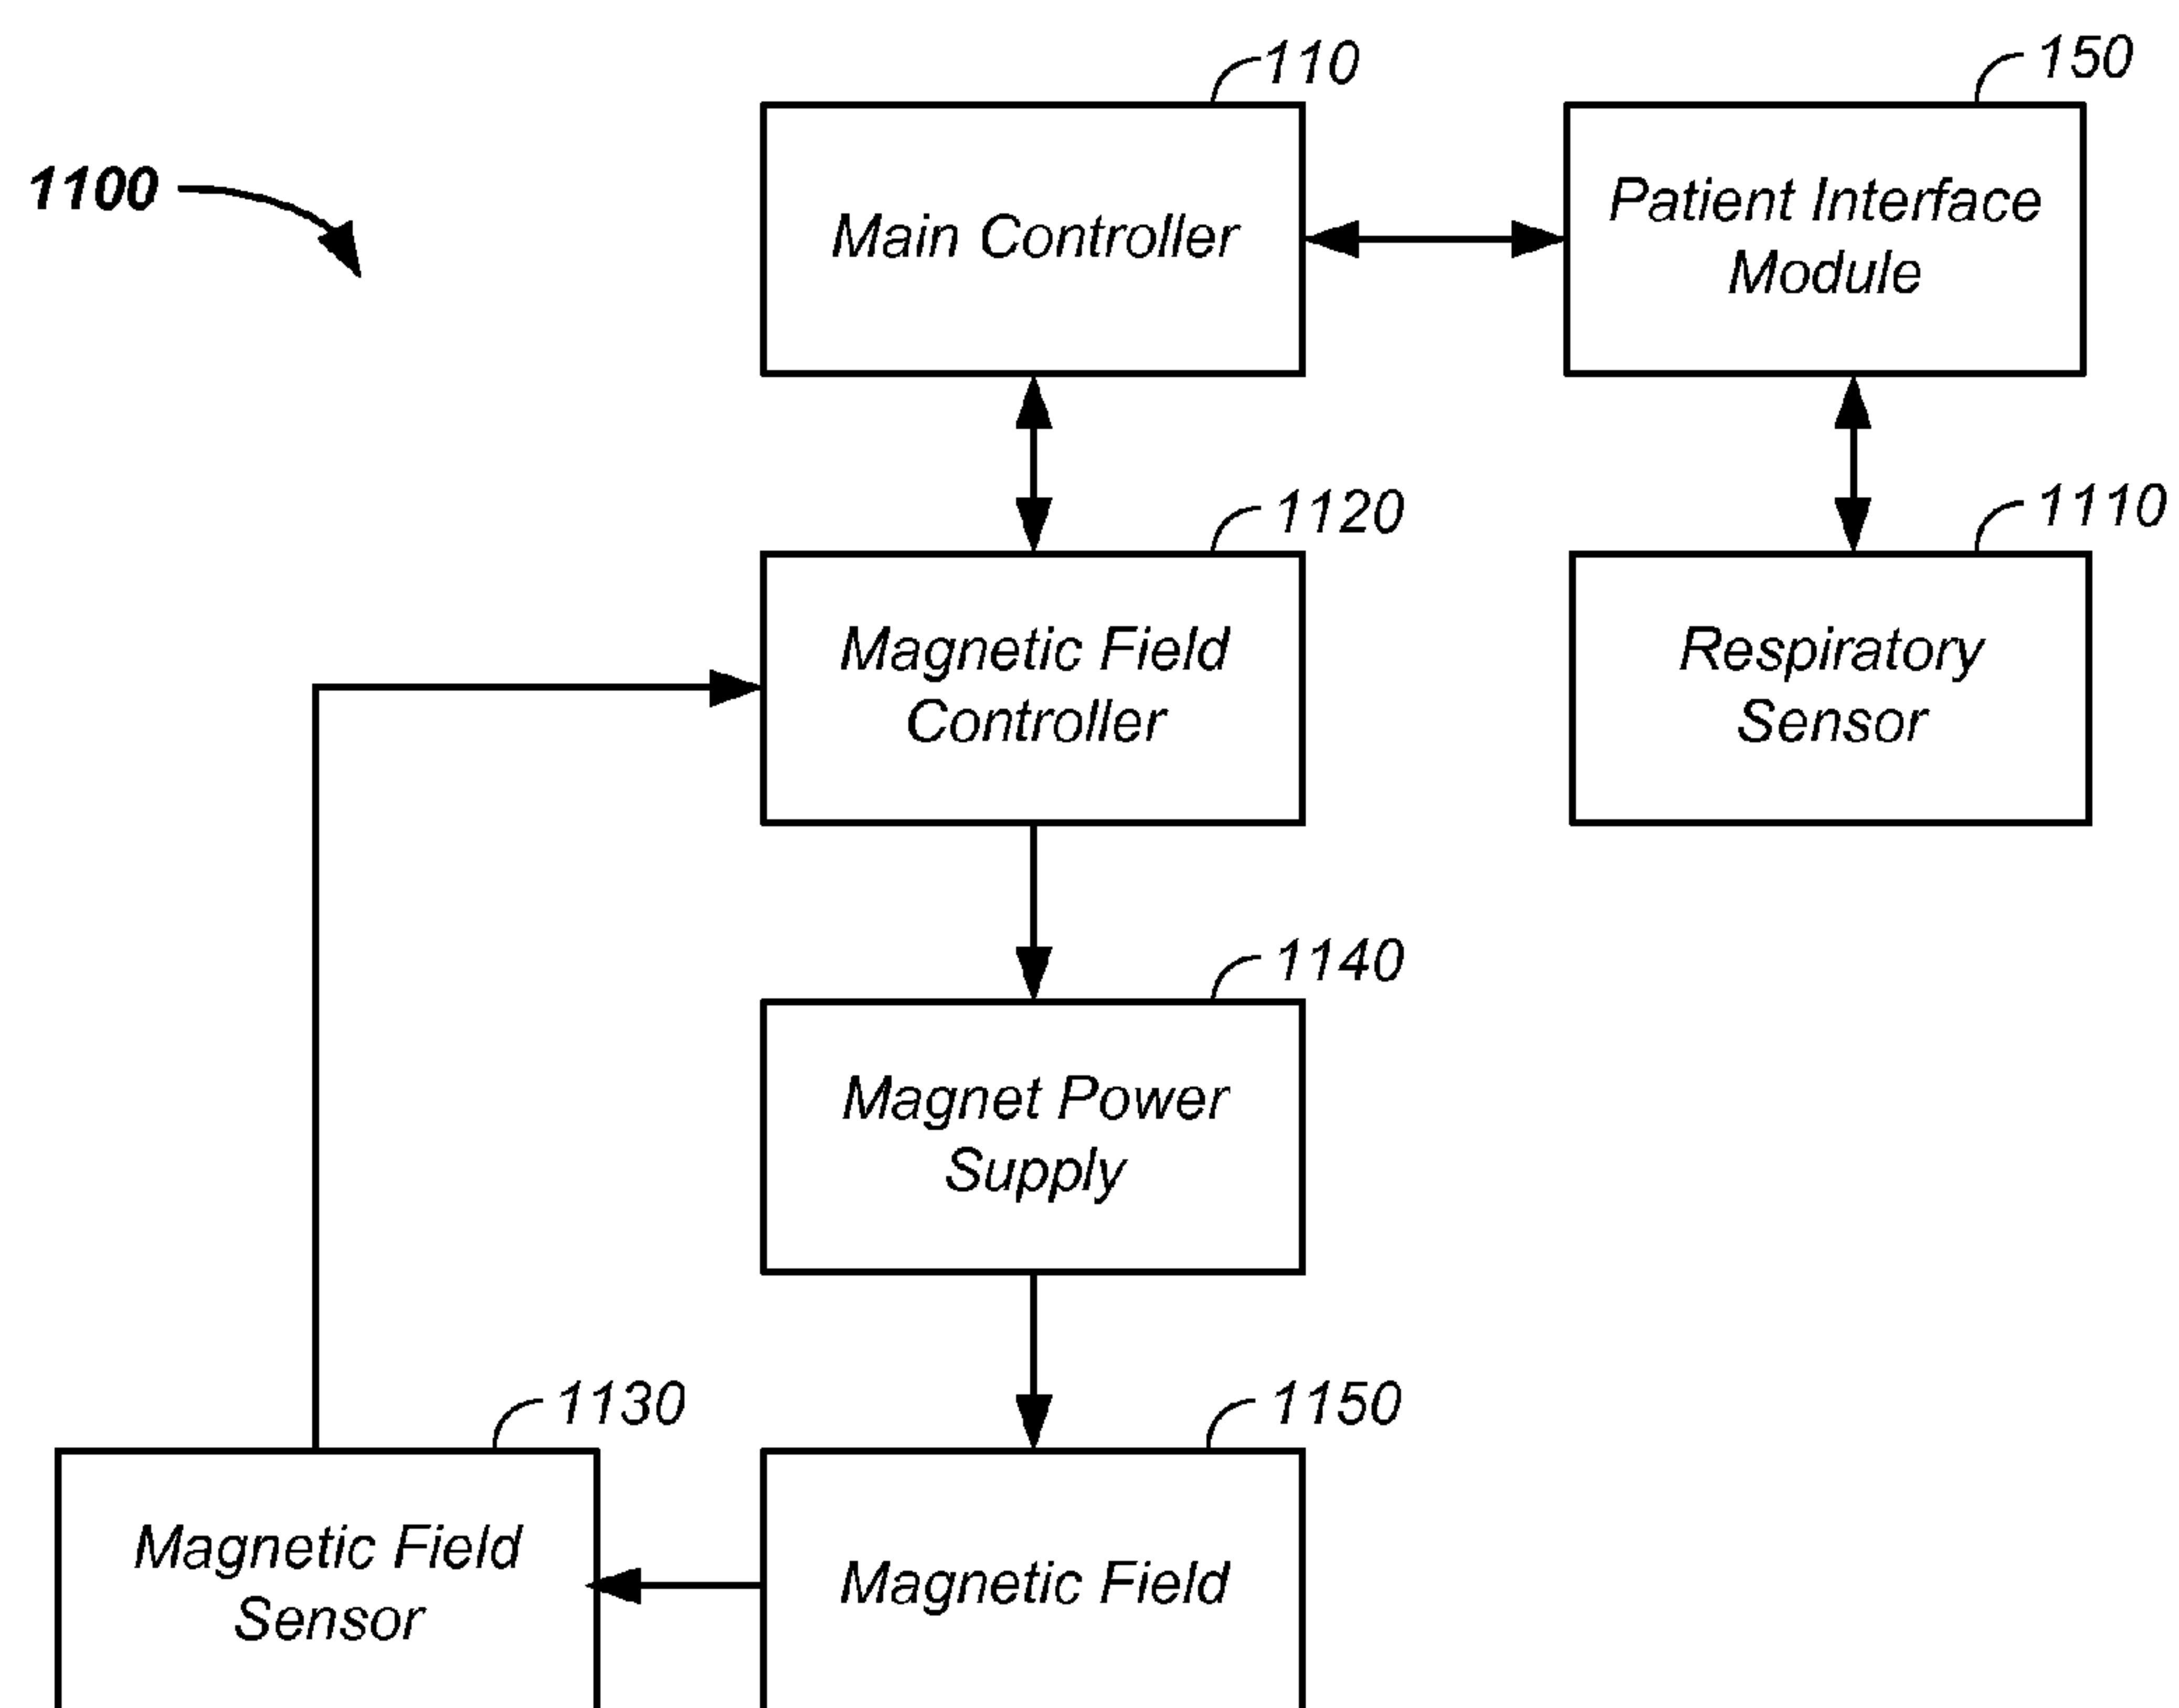 110
150
1100
Main Controller
Patient Interface
Module
1120
1110
Magnetic Field
Controller
Respiratory
Sensor
1140
Magnet Power
Supply
1130
1150
Magnetic Field
Sensor
Magnetic Field